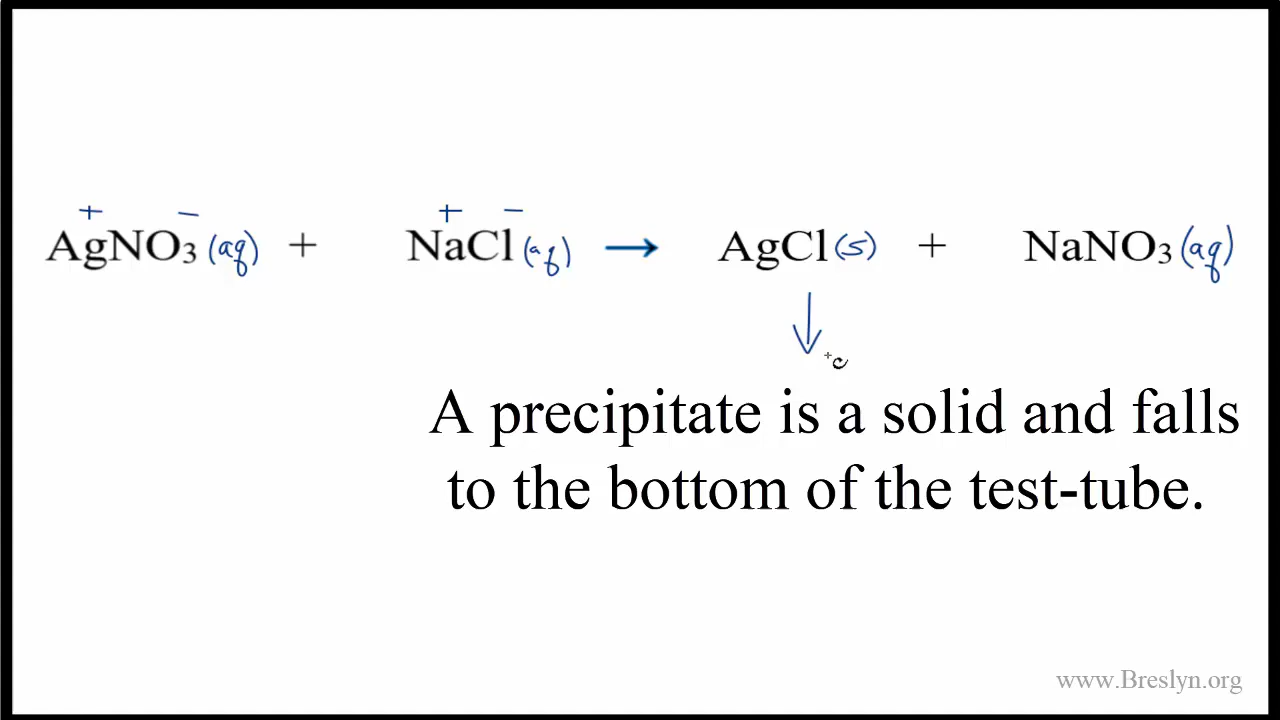 + − + −
AgNO₃ (aq) + NaCl (aq) → AgCl (s) + NaNO₃ (aq)
↓
A precipitate is a solid and falls
to the bottom of the test-tube.
www.Breslyn.org